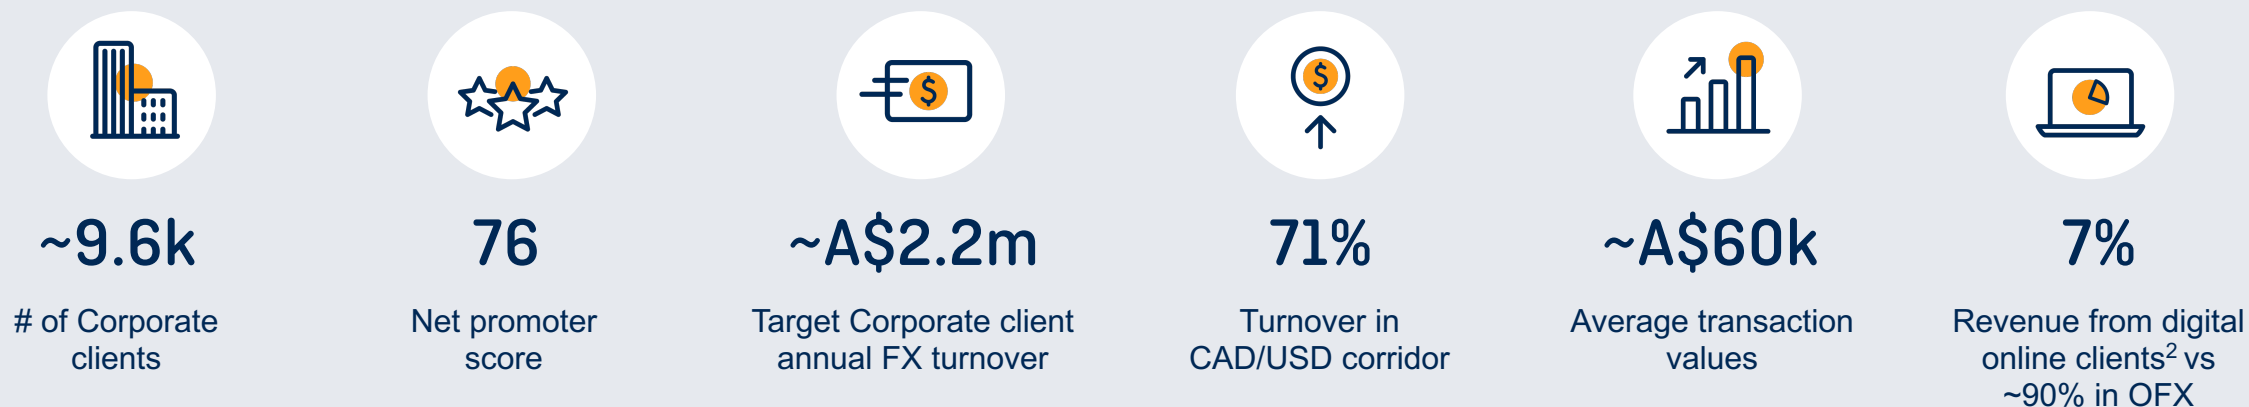 ~9.6k
# of Corporate
clients
76
Net promoter
score
~A$2.2m
Target Corporate client
annual FX turnover
71%
Turnover in
CAD/USD corridor
~A$60k
Average transaction
values
7%
Revenue from digital
online clients² vs
~90% in OFX